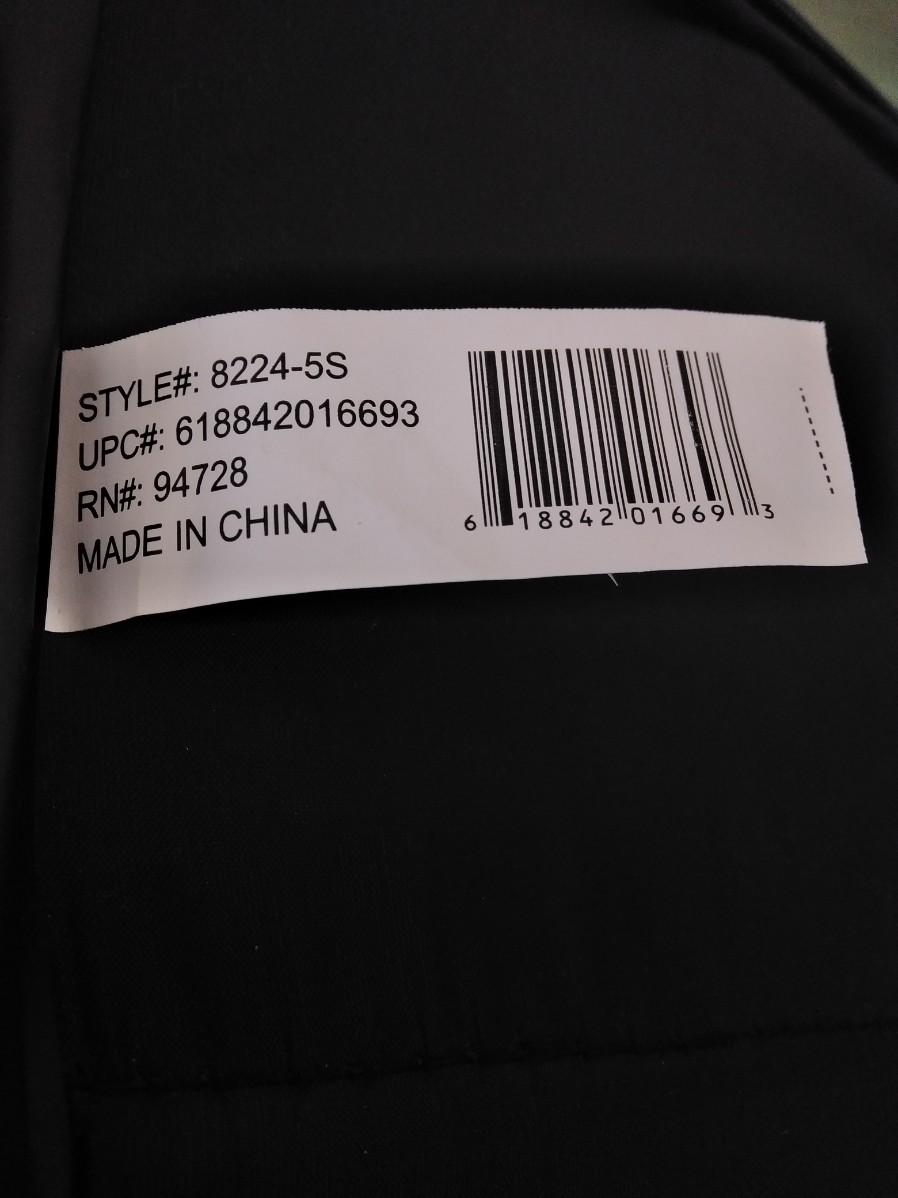 STYLE#: 8224-5S
UPC#: 618842016693
RN#: 94728
MADE IN CHINA
6 18842 01669 3